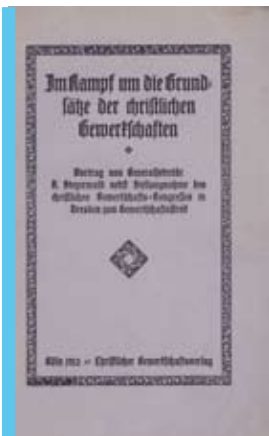 Im Kampf um die Grund-
sätze der christlichen
Gewerkschaften
Vortrag von Generalsekretär
A. Stegerwald nebst Stellungnahme des
christlichen Gewerkschafts-Kongresses in
Dresden zum Gewerkschaftsstreit
Köln 1912 — Christlicher Gewerkschaftsverlag